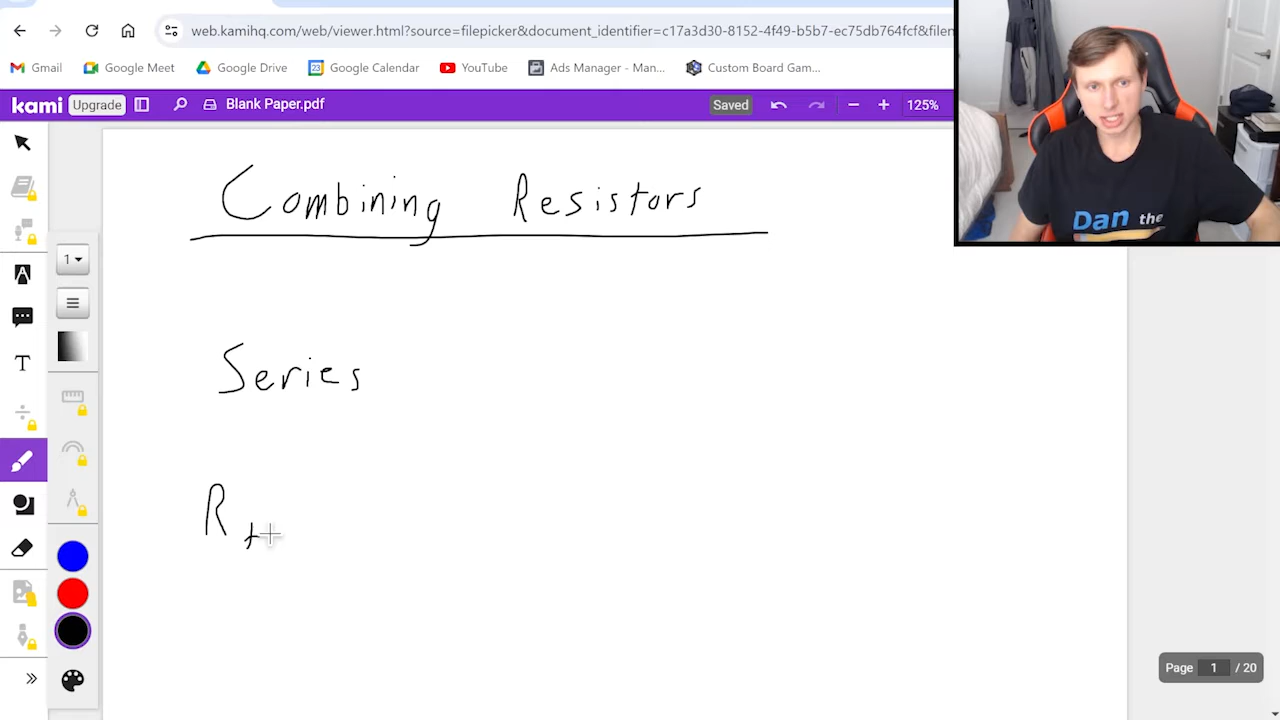 web.kamihq.com/web/viewer.html?source=filepicker&document_identifier=c17a3d30-8152-4f49-b5b7-ec75db764fcf&filen
Gmail Google Meet Google Drive 23 Google Calendar YouTube Ads Manager - Man... Custom Board Gam...
kami Upgrade Blank Paper.pdf Saved 125%
Combining Resistors
Dan the
1
Series
T
R t
Page 1 / 20